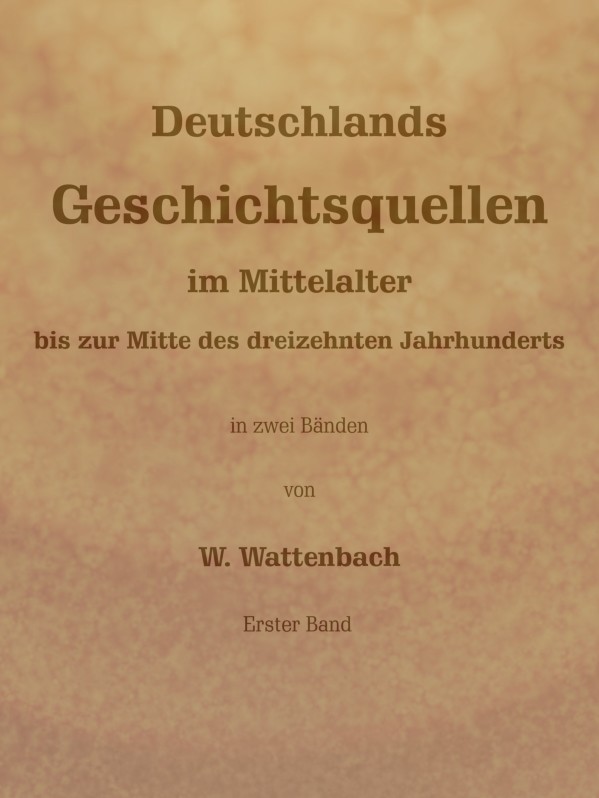 Deutschlands
Geschichtsquellen
im Mittelalter
bis zur Mitte des dreizehnten Jahrhunderts
in zwei Bänden
von
W. Wattenbach
Erster Band